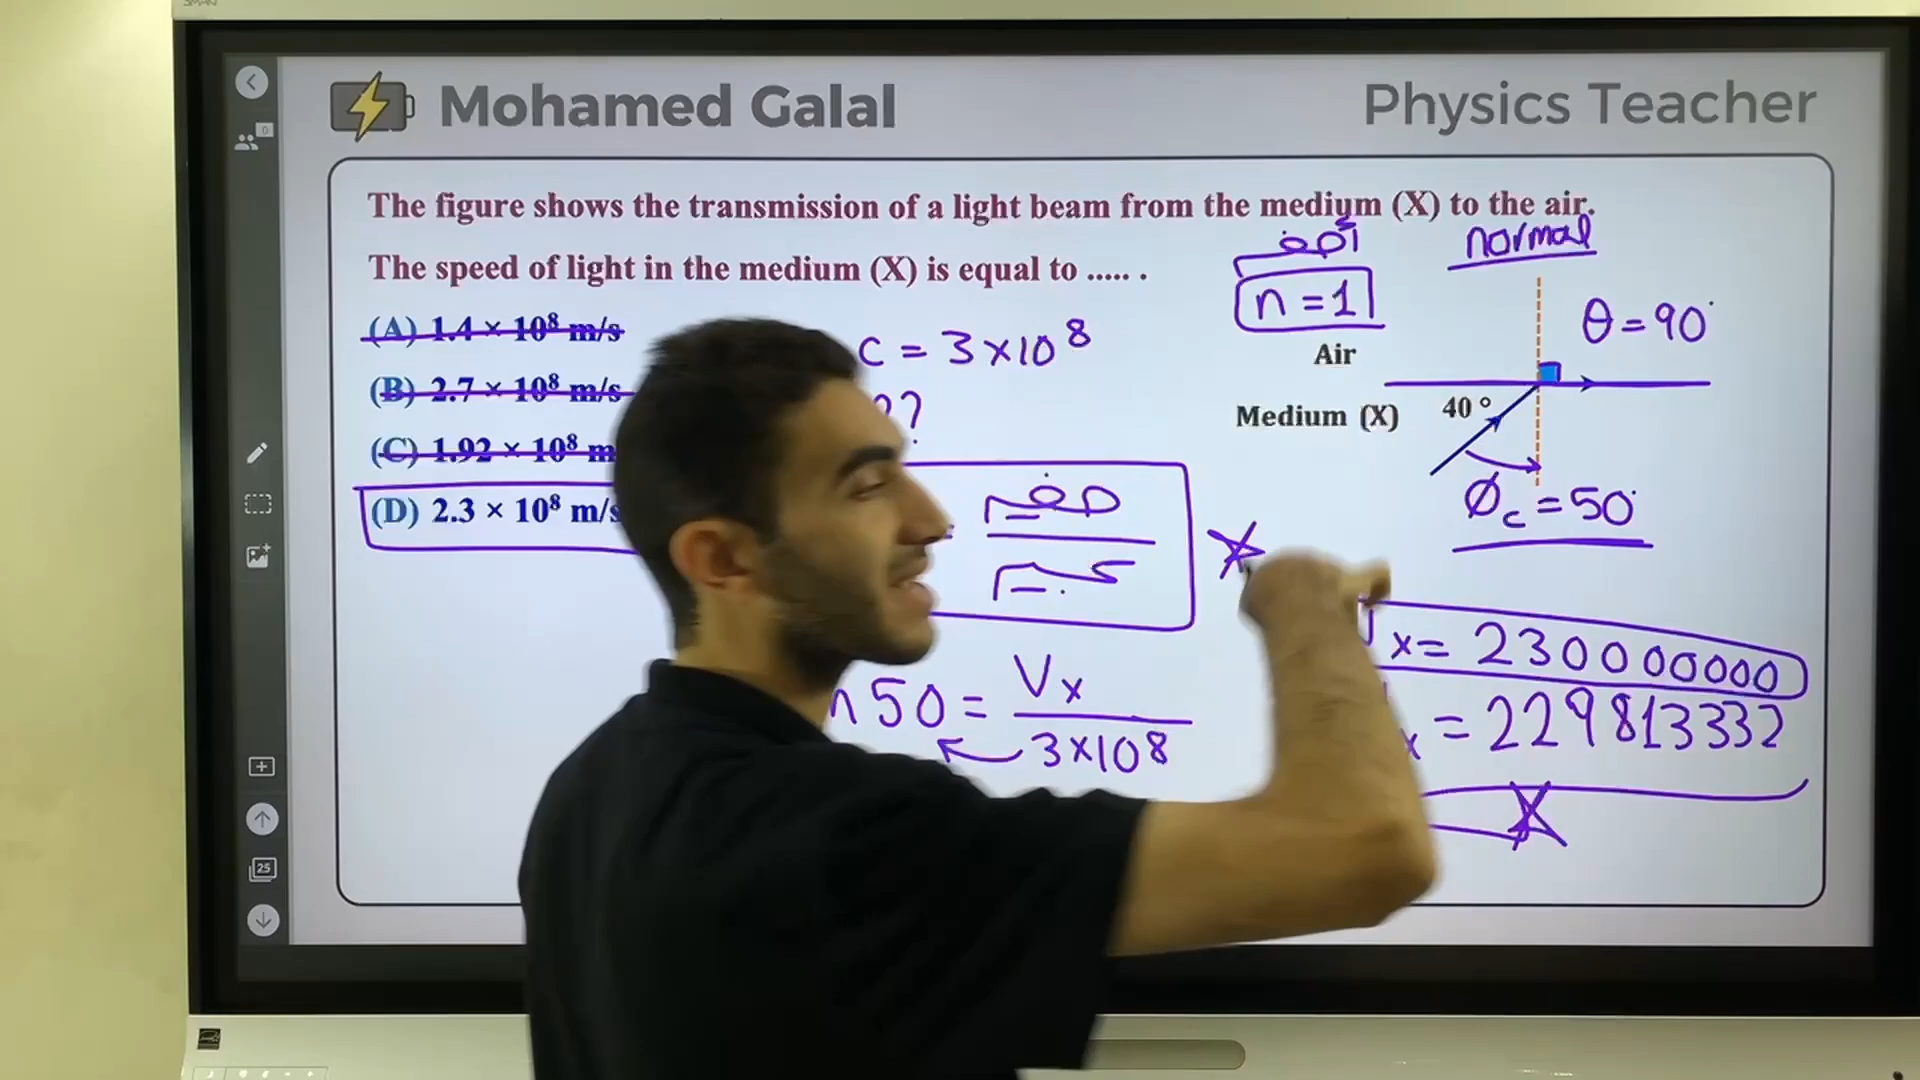 Mohamed Galal
Physics Teacher
The figure shows the transmission of a light beam from the medium (X) to the air.
The speed of light in the medium (X) is equal to ..... .
(A) 1.4 × 10⁸ m/s
(B) 2.7 × 10⁸ m/s
(C) 1.92 × 10⁸ m
(D) 2.3 × 10⁸ m/s
c = 3×10⁸
??
n 50 = Vx / 3×10⁸
n = 1
Air
Medium (X)
normal
θ = 90°
40 °
Øc = 50°
x = 230000000
x = 229813332
0
25